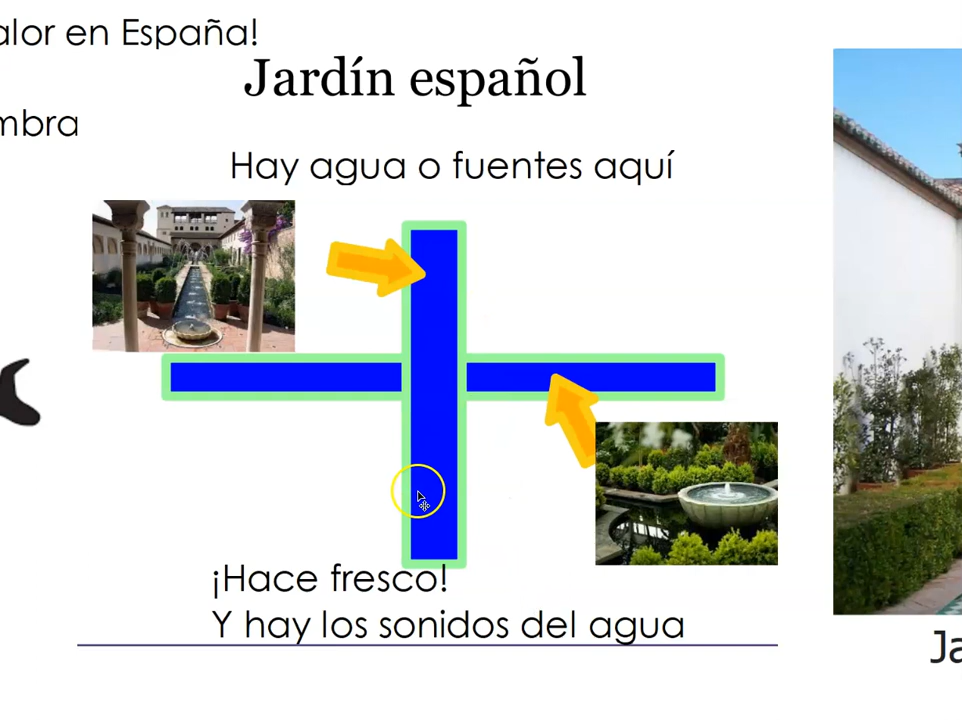 alor en España!
Jardín español
mbra
Hay agua o fuentes aquí
¡Hace fresco!
Y hay los sonidos del agua
Ja